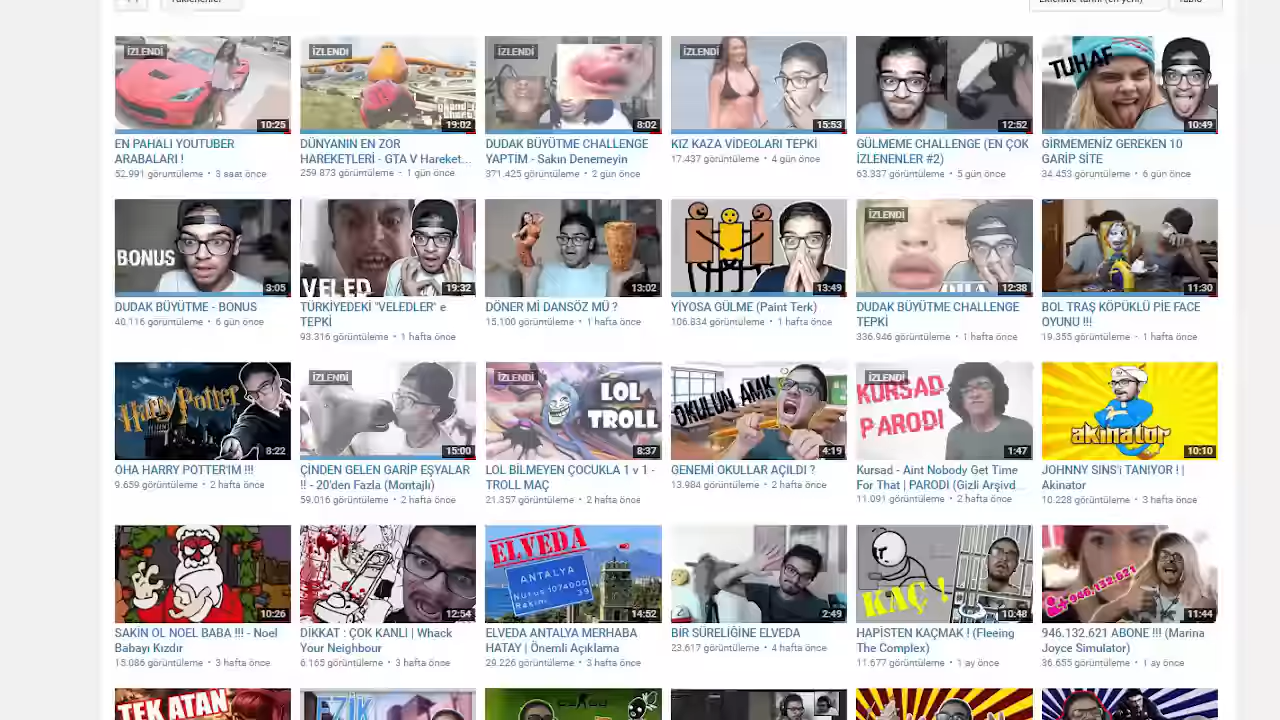 Eklenme tarihi (en yeni)
İZLENDİ
10:25
İZLENDİ
19:02
İZLENDİ
8:02
İZLENDİ
15:53
12:52
TUHAF
10:49
EN PAHALI YOUTUBER
ARABALARI !
52.991 görüntüleme • 3 saat önce
DÜNYANIN EN ZOR
HAREKETLERİ - GTA V Hareket...
259.873 görüntüleme • 1 gün önce
DUDAK BÜYÜTME CHALLENGE
YAPTIM - Sakın Denemeyin
371.425 görüntüleme • 2 gün önce
KIZ KAZA VİDEOLARI TEPKİ
17.437 görüntüleme • 4 gün önce
GÜLMEME CHALLENGE (EN ÇOK
İZLENENLER #2)
63.337 görüntüleme • 5 gün önce
GİRMEMENİZ GEREKEN 10
GARİP SİTE
34.453 görüntüleme • 6 gün önce
BONUS
3:05
VELED
19:32
13:02
13:49
İZLENDİ
12:38
11:30
DUDAK BÜYÜTME - BONUS
40.116 görüntüleme • 6 gün önce
TÜRKİYEDEKİ "VELEDLER" e
TEPKİ
93.316 görüntüleme • 1 hafta önce
DÖNER Mİ DANSÖZ MÜ ?
15.100 görüntüleme • 1 hafta önce
YİYOSA GÜLME (Paint Terk)
106.834 görüntüleme • 1 hafta önce
DUDAK BÜYÜTME CHALLENGE
TEPKİ
336.946 görüntüleme • 1 hafta önce
BOL TRAŞ KÖPÜKLÜ PİE FACE
OYUNU !!!
19.355 görüntüleme • 1 hafta önce
Harry Potter
8:22
İZLENDİ
15:00
İZLENDİ
LOL
TROLL
8:37
OKULUN AMK
4:19
İZLENDİ
KURSAD
PARODI
1:47
akinator
10:10
OHA HARRY POTTER'IM !!!
9.659 görüntüleme • 2 hafta önce
ÇİNDEN GELEN GARİP EŞYALAR
!! - 20'den Fazla (Montajlı)
59.016 görüntüleme • 2 hafta önce
LOL BİLMEYEN ÇOCUKLA 1 v 1 -
TROLL MAÇ
21.357 görüntüleme • 2 hafta önce
GENEMİ OKULLAR AÇILDI ?
13.984 görüntüleme • 2 hafta önce
Kursad - Aint Nobody Get Time
For That | PARODİ (Gizli Arşivd...
11.091 görüntüleme • 2 hafta önce
JOHNNY SINS'i TANIYOR ! |
Akinator
10.228 görüntüleme • 3 hafta önce
10:26
12:54
ELVEDA
ANTALYA
Nüfus 1074000
Rakım 39
14:52
2:49
KAÇ !
10:48
+946.132.621
11:44
SAKIN OL NOEL BABA !!! - Noel
Babayı Kızdır
15.086 görüntüleme • 3 hafta önce
DİKKAT : ÇOK KANLI | Whack
Your Neighbour
6.165 görüntüleme • 3 hafta önce
ELVEDA ANTALYA MERHABA
HATAY | Önemli Açıklama
29.226 görüntüleme • 3 hafta önce
BİR SÜRELİĞİNE ELVEDA
23.617 görüntüleme • 4 hafta önce
HAPİSTEN KAÇMAK ! (Fleeing
The Complex)
11.677 görüntüleme • 1 ay önce
946.132.621 ABONE !!! (Marina
Joyce Simulator)
36.655 görüntüleme • 1 ay önce
TEK ATAN
EZİK